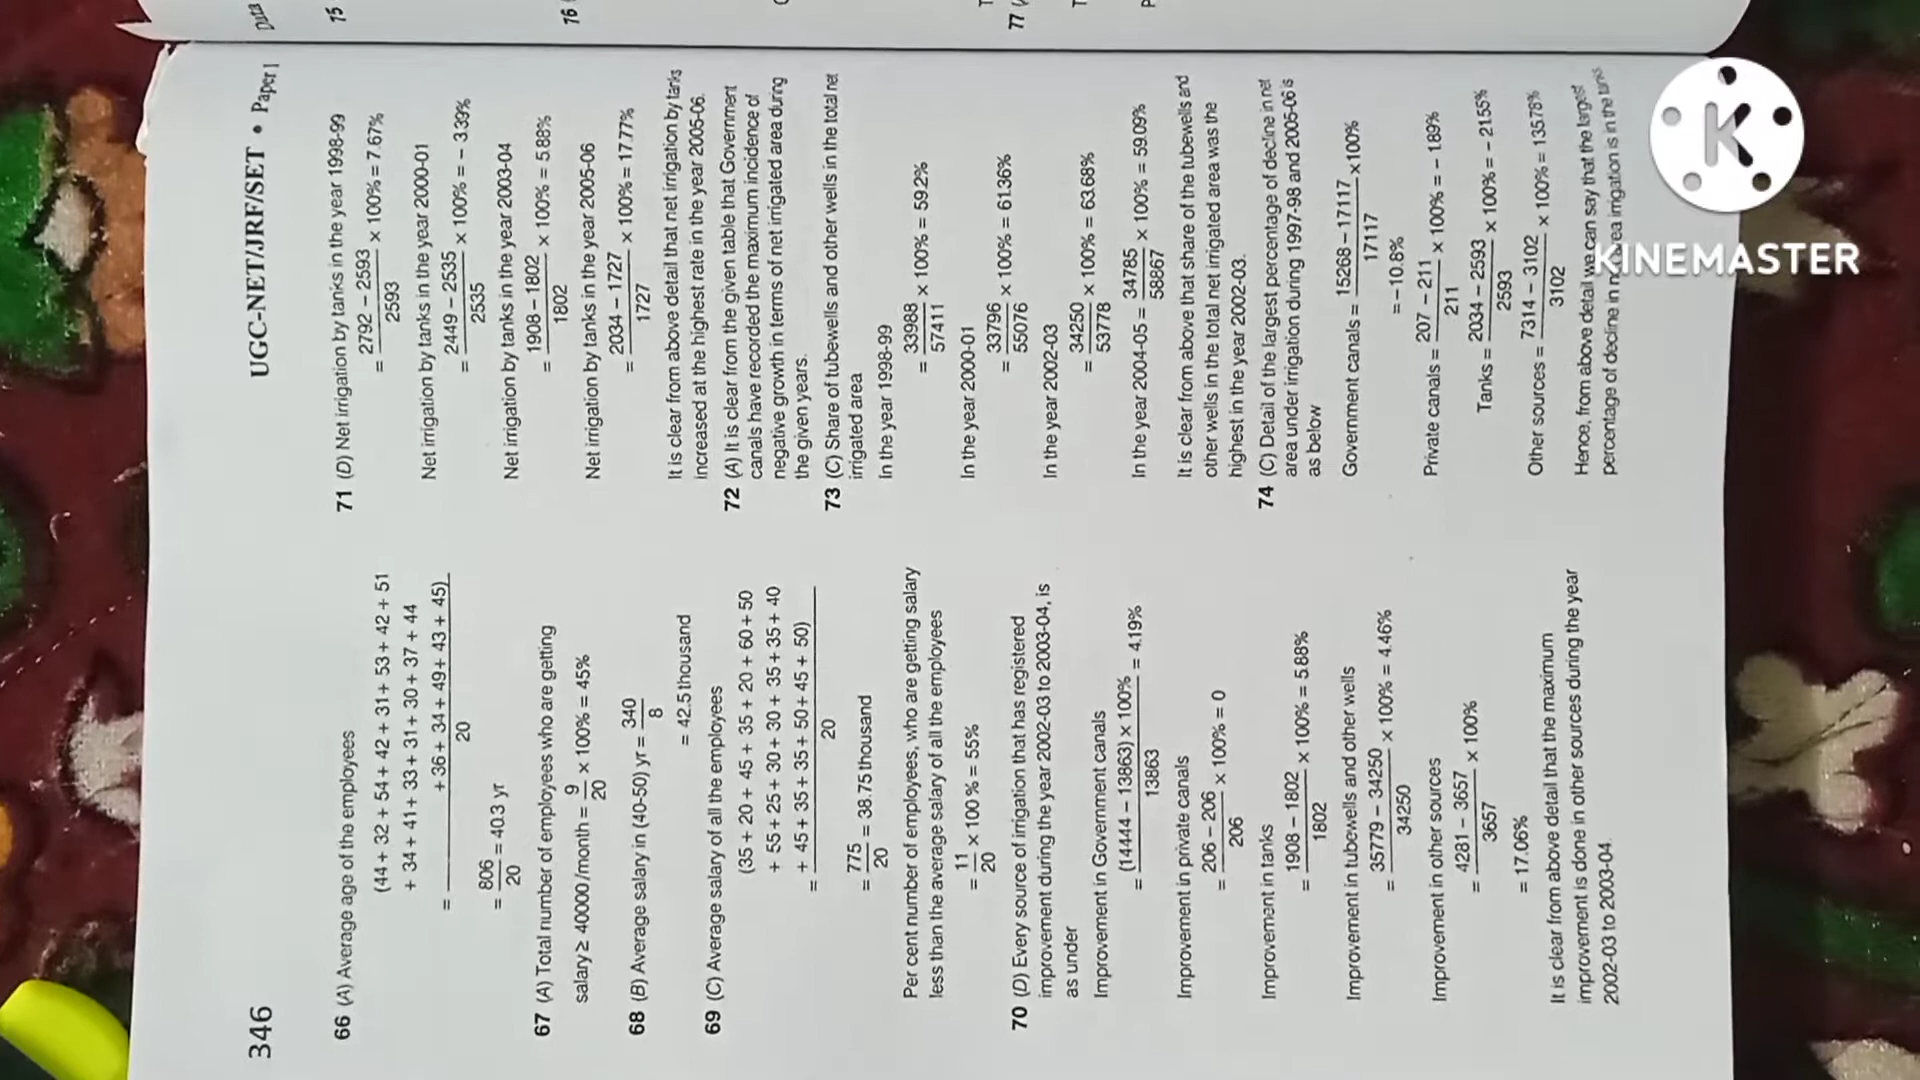 346
UGC-NET/JRF/SET • Paper 1
66 (A) Average age of the employees
(44 + 32 + 54 + 42 + 31 + 53 + 42 + 51
+ 34 + 41 + 33 + 31 + 30 + 37 + 44
+ 36 + 34 + 49 + 43 + 45)
=
20
= 806/20 = 40.3 yr
67 (A) Total number of employees who are getting
salary ≥ 40000/month = 9/20 × 100% = 45%
68 (B) Average salary in (40-50) yr = 340/8
= 42.5 thousand
69 (C) Average salary of all the employees
(35 + 20 + 45 + 35 + 20 + 60 + 50
+ 55 + 25 + 30 + 30 + 35 + 35 + 40
+ 45 + 35 + 35 + 50 + 45 + 50)
=
20
= 775/20 = 38.75 thousand
Per cent number of employees, who are getting salary
less than the average salary of all the employees
= 11/20 × 100% = 55%
70 (D) Every source of irrigation that has registered
improvement during the year 2002-03 to 2003-04, is
as under
Improvement in Government canals
= (14444 – 13863) × 100%/13863 = 4.19%
Improvement in private canals
= 206 – 206/206 × 100% = 0
Improvement in tanks
= 1908 – 1802/1802 × 100% = 5.88%
Improvement in tubewells and other wells
= 35779 – 34250/34250 × 100% = 4.46%
Improvement in other sources
= 4281 – 3657/3657 × 100%
= 17.06%
It is clear from above detail that the maximum
improvement is done in other sources during the year
2002-03 to 2003-04.
71 (D) Net irrigation by tanks in the year 1998-99
= 2792 – 2593/2593 × 100% = 7.67%
Net irrigation by tanks in the year 2000-01
= 2449 – 2535/2535 × 100% = – 3.39%
Net irrigation by tanks in the year 2003-04
= 1908 – 1802/1802 × 100% = 5.88%
Net irrigation by tanks in the year 2005-06
= 2034 – 1727/1727 × 100% = 17.77%
It is clear from above detail that net irrigation by tanks
increased at the highest rate in the year 2005-06.
72 (A) It is clear from the given table that Government
canals have recorded the maximum incidence of
negative growth in terms of net irrigated area during
the given years.
73 (C) Share of tubewells and other wells in the total net
irrigated area
In the year 1998-99
= 33988/57411 × 100% = 59.2%
In the year 2000-01
= 33796/55076 × 100% = 61.36%
In the year 2002-03
= 34250/53778 × 100% = 63.68%
In the year 2004-05 = 34785/58867 × 100% = 59.09%
It is clear from above that share of the tubewells and
other wells in the total net irrigated area was the
highest in the year 2002-03.
74 (C) Detail of the largest percentage of decline in net
area under irrigation during 1997-98 and 2005-06 is
as below
Government canals = 15268 – 17117/17117 × 100%
= – 10.8%
Private canals = 207 – 211/211 × 100% = – 1.89%
Tanks = 2034 – 2593/2593 × 100% = – 21.55%
Other sources = 7314 – 3102/3102 × 100% = 135.78%
Hence, from above detail we can say that the largest
percentage of decline in irrigation is in the tanks
Data
75
76
77
KINEMASTER